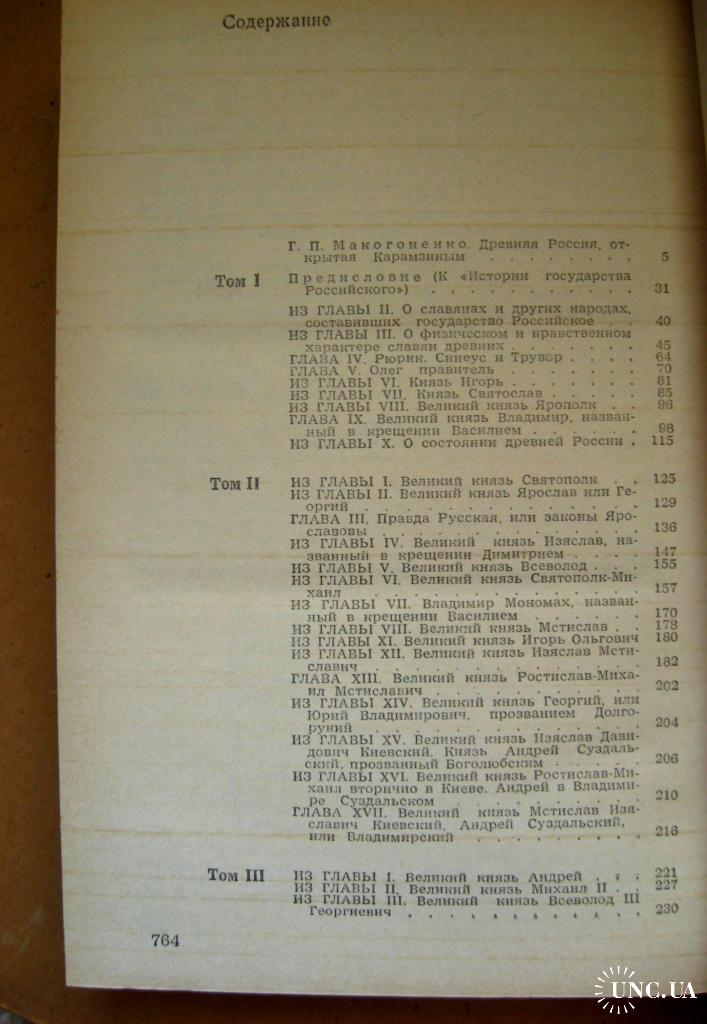 Содержание
Г. П. Макогоненко. Древняя Россия, от-
крытая Карамзиным . . . . . . . . 5
Том I Предисловие (К «Истории государства
Российского») . . . . . . . . . . . 31
ИЗ ГЛАВЫ II. О славянах и других народах,
составивших государство Российское . . 40
ИЗ ГЛАВЫ III. О физическом и нравственном
характере славян древних . . . . . . . 45
ГЛАВА IV. Рюрик. Синеус и Трувор . . . . 64
ГЛАВА V. Олег правитель . . . . . . . 70
ИЗ ГЛАВЫ VI. Князь Игорь . . . . . . . 81
ИЗ ГЛАВЫ VII. Князь Святослав . . . . . 85
ИЗ ГЛАВЫ VIII. Великий князь Ярополк . . 96
ГЛАВА IX. Великий князь Владимир, назван-
ный в крещении Василием . . . . . . 98
ИЗ ГЛАВЫ X. О состоянии древней России . 115
Том II ИЗ ГЛАВЫ I. Великий князь Святополк . . 125
ИЗ ГЛАВЫ II. Великий князь Ярослав или Ге-
оргий . . . . . . . . . . . . . . 129
ГЛАВА III. Правда Русская, или законы Яро-
славовы . . . . . . . . . . . . . 136
ИЗ ГЛАВЫ IV. Великий князь Изяслав, на-
званный в крещении Димитрием . . . . 147
ИЗ ГЛАВЫ V. Великий князь Всеволод . . . 155
ИЗ ГЛАВЫ VI. Великий князь Святополк-Ми-
хаил . . . . . . . . . . . . . . 157
ИЗ ГЛАВЫ VII. Владимир Мономах, назван-
ный в крещении Василием . . . . . . 170
ИЗ ГЛАВЫ VIII. Великий князь Мстислав . . 178
ИЗ ГЛАВЫ XI. Великий князь Игорь Ольгович 180
ИЗ ГЛАВЫ XII. Великий князь Изяслав Мсти-
славич . . . . . . . . . . . . . 182
ГЛАВА XIII. Великий князь Ростислав-Миха-
ил Мстиславич . . . . . . . . . . 202
ИЗ ГЛАВЫ XIV. Великий князь Георгий, или
Юрий Владимирович, прозванием Долго-
рукий . . . . . . . . . . . . . 204
ИЗ ГЛАВЫ XV. Великий князь Изяслав Дави-
дович Киевский. Князь Андрей Суздаль-
ский, прозванный Боголюбским . . . . . 206
ИЗ ГЛАВЫ XVI. Великий князь Ростислав-Ми-
хаил вторично в Киеве. Андрей в Владими-
ре Суздальском . . . . . . . . . 210
ГЛАВА XVII. Великий князь Мстислав Изя-
славич Киевский, Андрей Суздальский,
или Владимирский . . . . . . . . 216
Том III ИЗ ГЛАВЫ I. Великий князь Андрей . . . 221
ИЗ ГЛАВЫ II. Великий князь Михаил II . . 227
ИЗ ГЛАВЫ III. Великий князь Всеволод III
Георгиевич . . . . . . . . . . . 230
764
UNC.UA